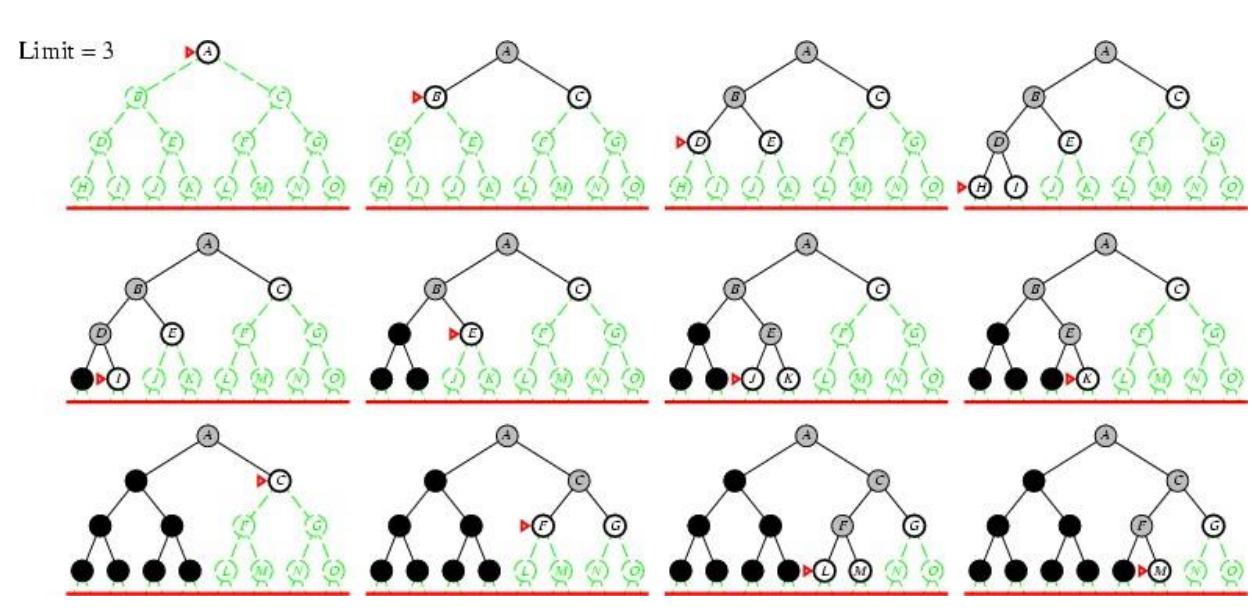 Limit = 3 A A A A
B C B C B C B C
D E F G D E F G D E F G D E F G
H I J K L M N O H I J K L M N O H I J K L M N O H I J K L M N O
A A A A
B C B C B C B C
D E F G E F G E F G E F G
I J K L M N O J K L M N O J K L M N O K L M N O
A A A A
C C C C
F G F G F G F G
L M N O L M N O L M N O M N O